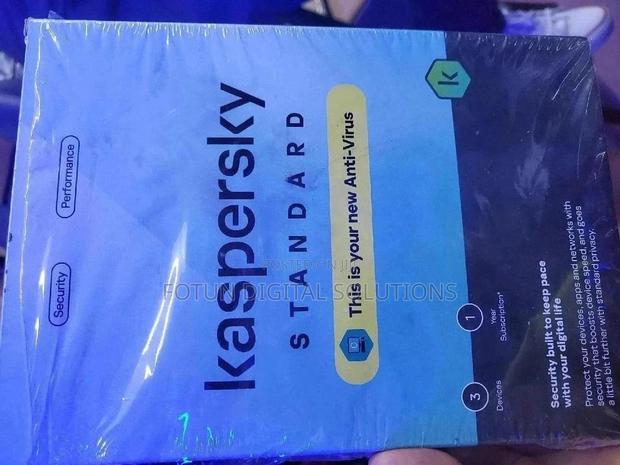 Security
Performance
kaspersky
STANDARD
This is your new Anti-Virus
k
3
Devices
1
Year
Subscription*
Security built to keep pace
with your digital life
Protect your devices, apps and networks with
security that boosts device speed, and goes
a little bit further with standard privacy.
FOTUN DIGITAL SOLUTIONS